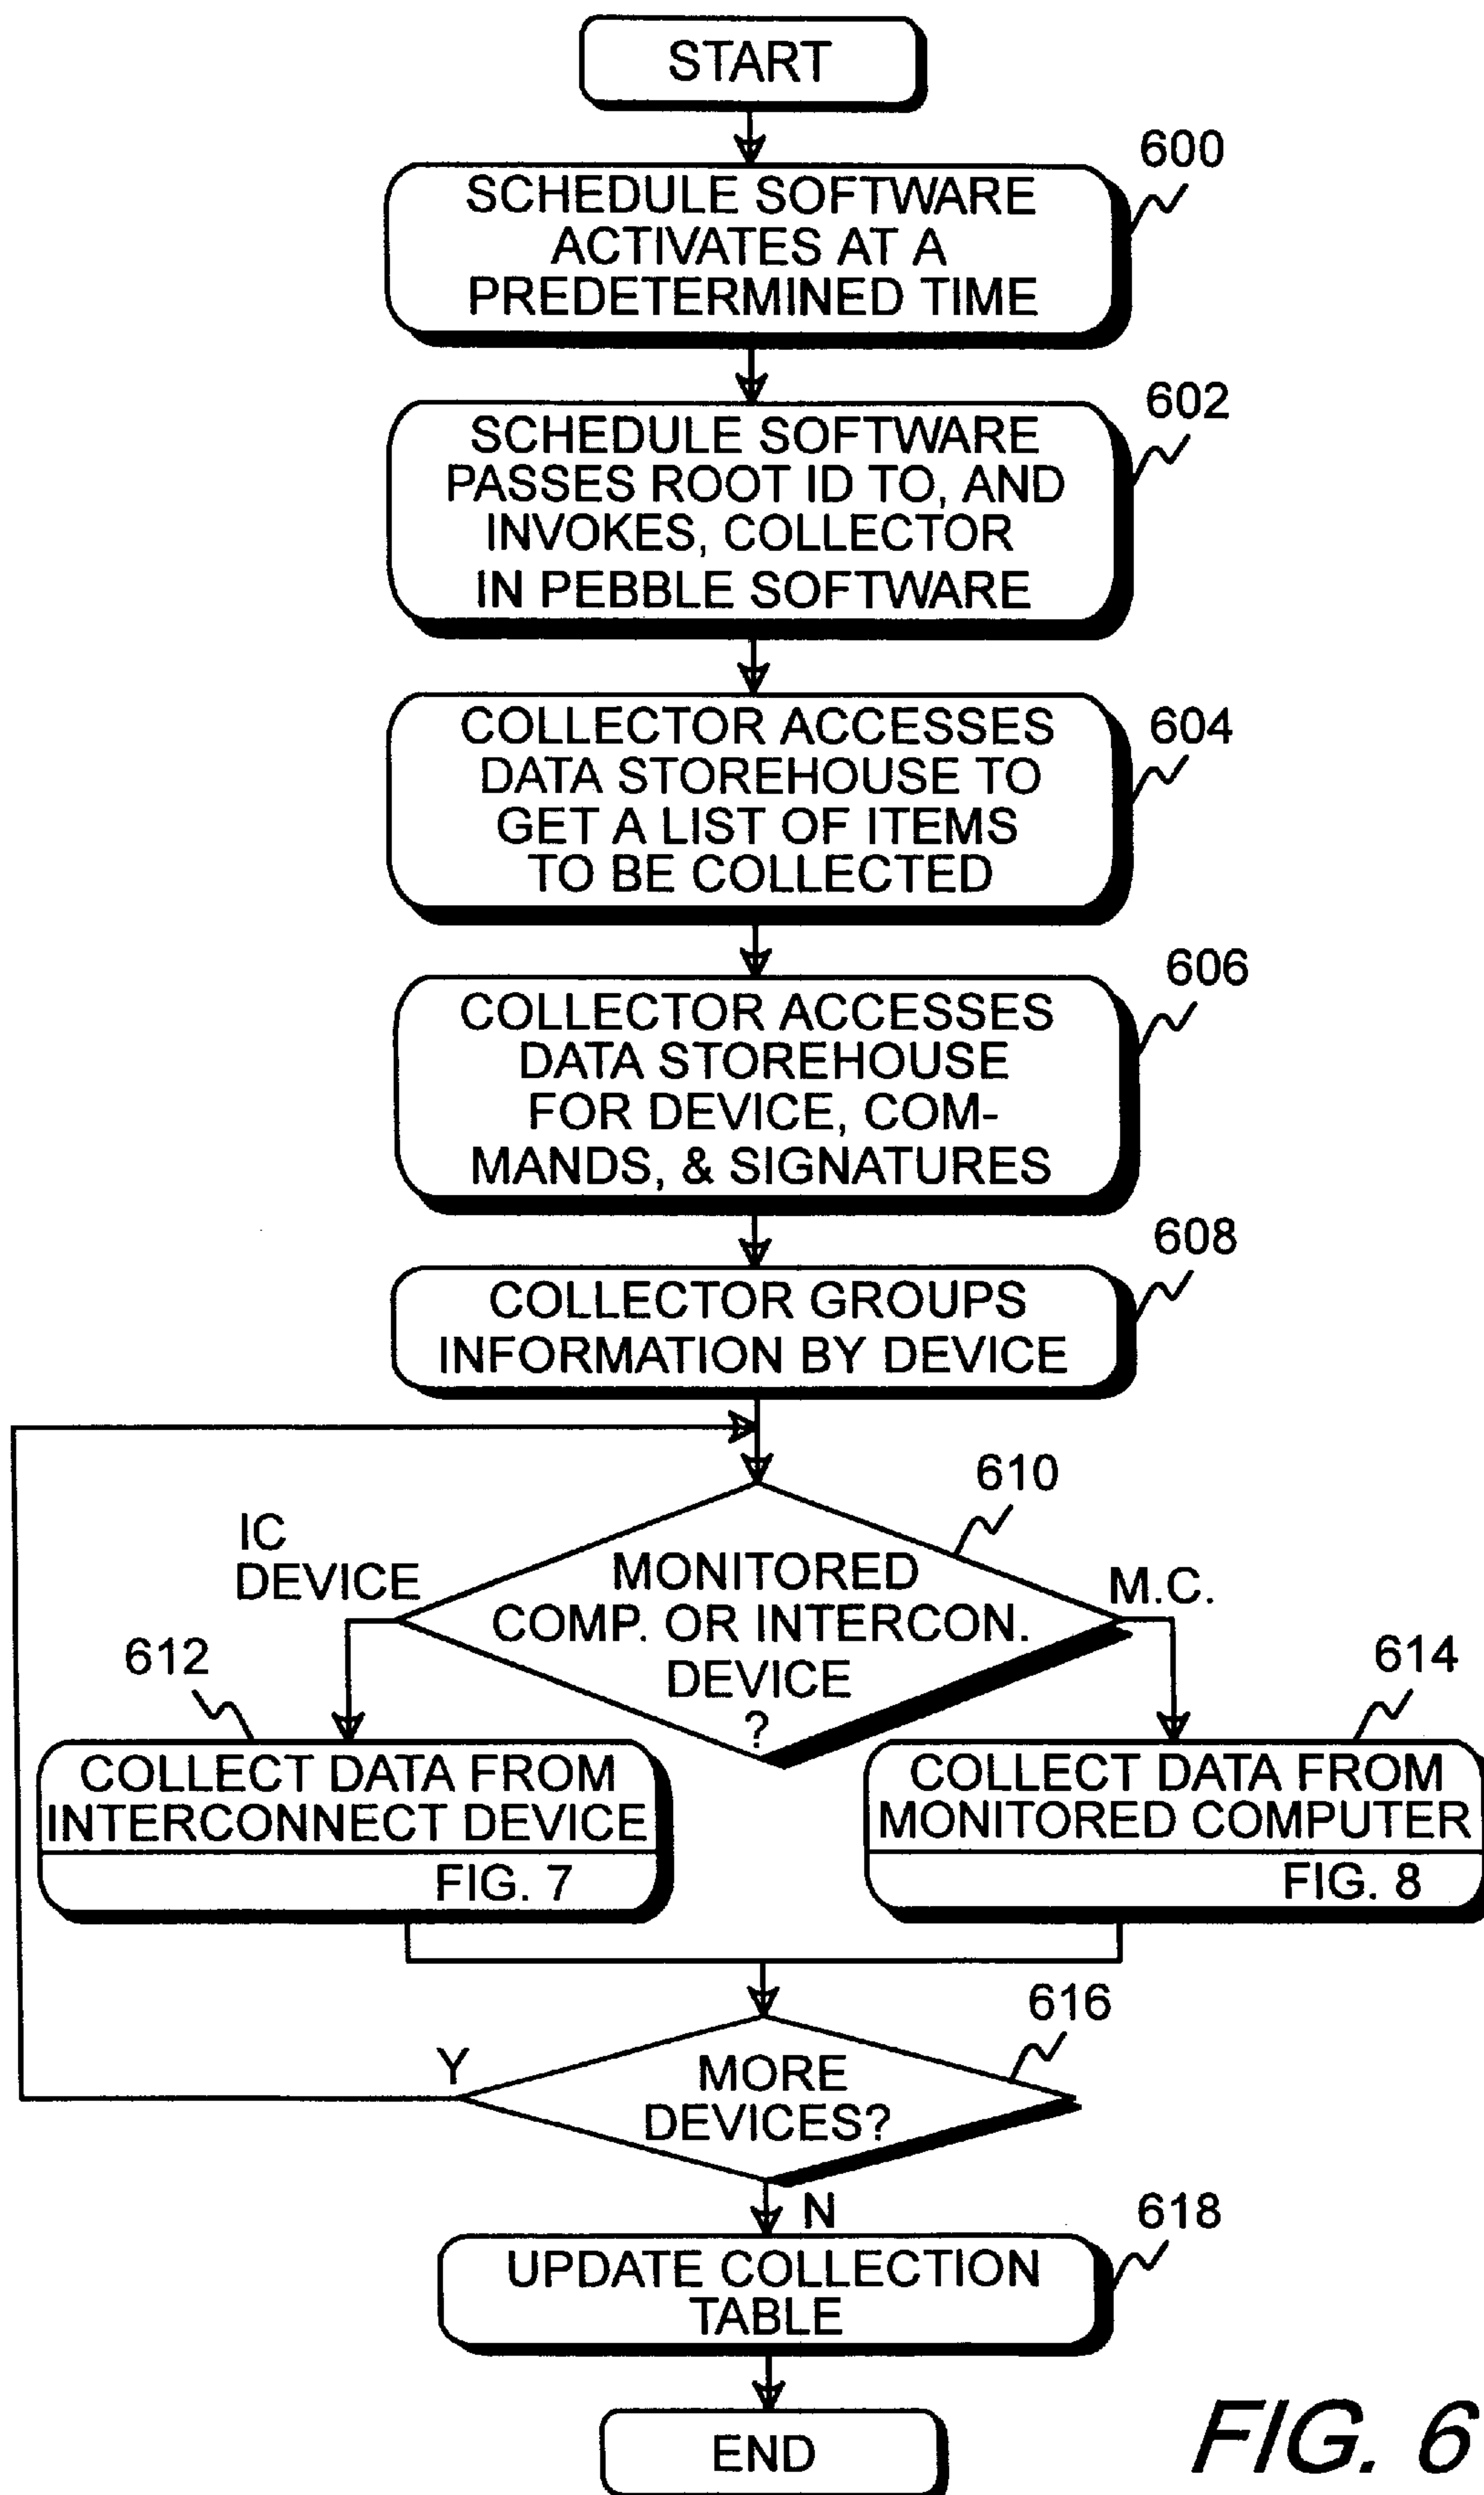 START
600
SCHEDULE SOFTWARE
ACTIVATES AT A
PREDETERMINED TIME
602
SCHEDULE SOFTWARE
PASSES ROOT ID TO, AND
INVOKES, COLLECTOR
IN PEBBLE SOFTWARE
604
COLLECTOR ACCESSES
DATA STOREHOUSE TO
GET A LIST OF ITEMS
TO BE COLLECTED
606
COLLECTOR ACCESSES
DATA STOREHOUSE
FOR DEVICE, COM-
MANDS, & SIGNATURES
608
COLLECTOR GROUPS
INFORMATION BY DEVICE
610
IC
DEVICE
MONITORED
COMP. OR INTERCON.
DEVICE
?
M.C.
612
COLLECT DATA FROM
INTERCONNECT DEVICE
FIG. 7
614
COLLECT DATA FROM
MONITORED COMPUTER
FIG. 8
616
Y
MORE
DEVICES?
N
618
UPDATE COLLECTION
TABLE
END
FIG. 6